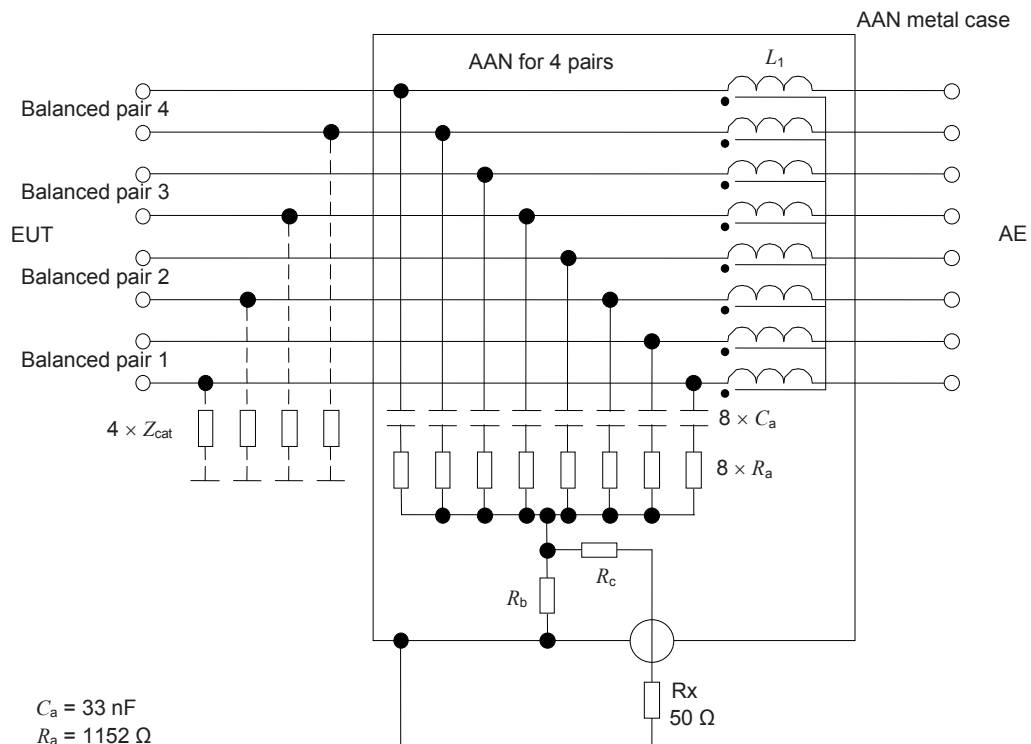 AAN metal case
AAN for 4 pairs
L1
Balanced pair 4
Balanced pair 3
EUT
AE
Balanced pair 2
Balanced pair 1
4 × Zcat
8 × Ca
8 × Ra
Rc
Rb
Rx
50 Ω
Ca = 33 nF
Ra = 1152 Ω